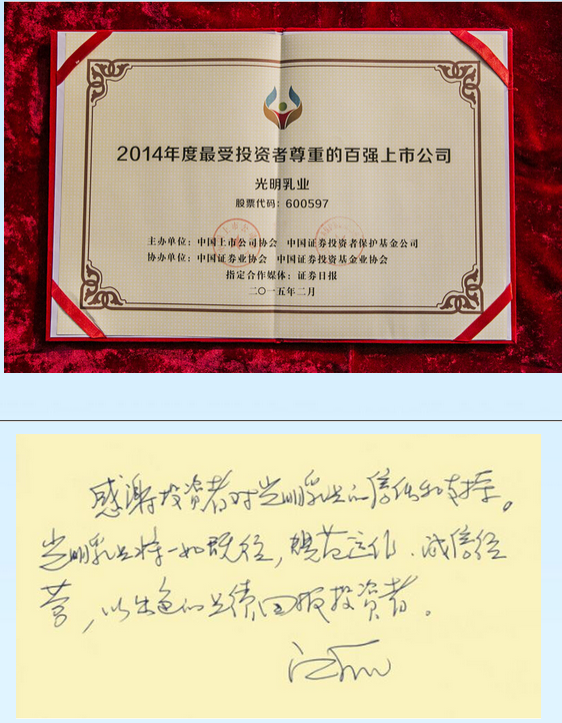 2014年度最受投资者尊重的百强上市公司
光明乳业
股票代码：600597
主办单位：中国上市公司协会 中国证券投资者保护基金公司
协办单位：中国证券业协会 中国证券投资基金业协会
指定合作媒体：证券日报
二〇一五年二月
感谢投资者对光明乳业的信任和支持。
光明乳业将一如既往，规范运作、诚信经
营，以出色的业绩回报投资者。